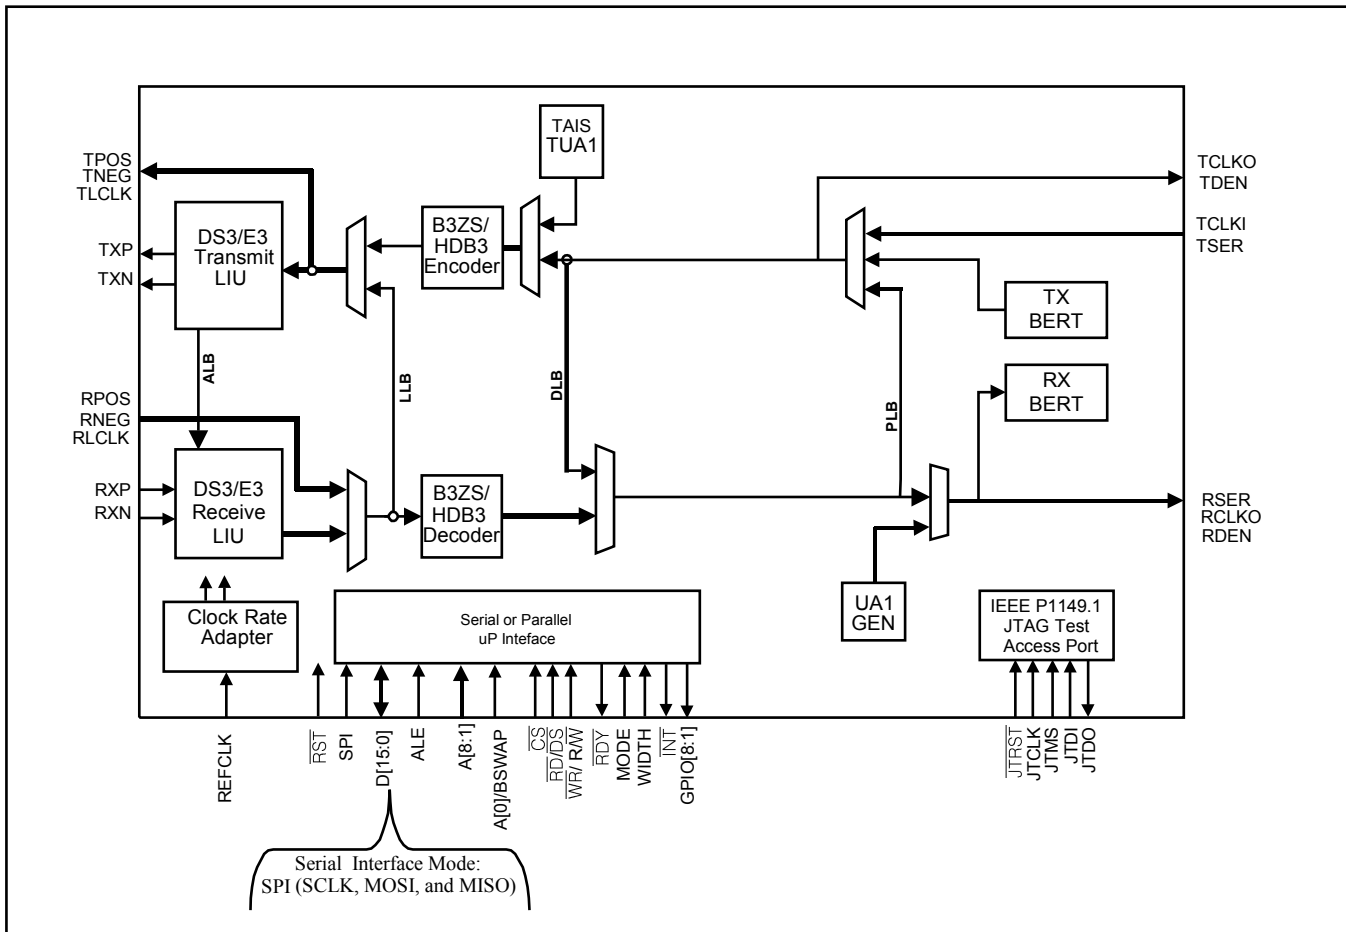 TAIS
TUA1
TPOS
TNEG
TLCLK
TCLKO
TDEN
TCLKI
TSER
DS3/E3
Transmit
LIU
B3ZS/
HDB3
Encoder
TXP
TXN
TX
BERT
ALB
LLB
DLB
PLB
RX
BERT
RPOS
RNEG
RLCLK
RXP
RXN
DS3/E3
Receive
LIU
B3ZS/
HDB3
Decoder
RSER
RCLKO
RDEN
Clock Rate
Adapter
Serial or Parallel
uP Inteface
UA1
GEN
IEEE P1149.1
JTAG Test
Access Port
REFCLK
RST
SPI
D[15:0]
ALE
A[8:1]
A[0]/BSWAP
CS
RD/DS
WR/ R/W
RDY
MODE
WIDTH
INT
GPIO[8:1]
JTRST
JTCLK
JTMS
JTDI
JTDO
Serial Interface Mode:
SPI (SCLK, MOSI, and MISO)